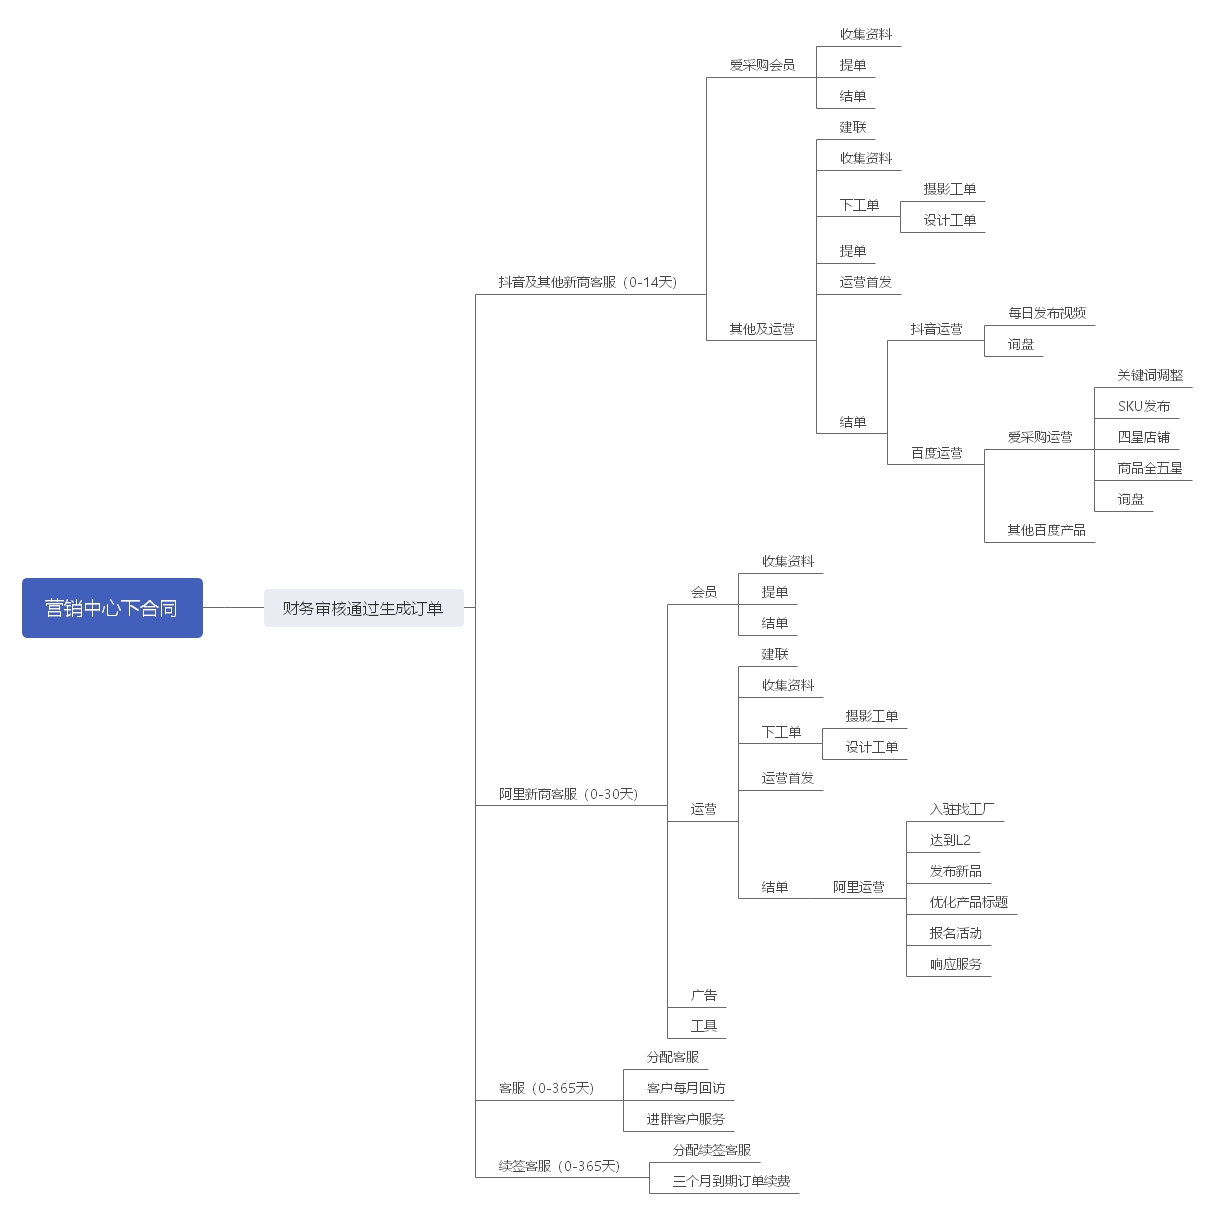 营销中心下合同
财务审核通过生成订单
抖音及其他新商客服（0-14天）
爱采购会员
收集资料
提单
结单
其他及运营
建联
收集资料
下工单
摄影工单
设计工单
提单
运营首发
结单
抖音运营
每日发布视频
询盘
百度运营
爱采购运营
关键词调整
SKU发布
四星店铺
商品全五星
询盘
其他百度产品
阿里新商客服（0-30天）
会员
收集资料
提单
结单
运营
建联
收集资料
下工单
摄影工单
设计工单
运营首发
结单
阿里运营
入驻找工厂
达到L2
发布新品
优化产品标题
报名活动
响应服务
广告
工具
客服（0-365天）
分配客服
客户每月回访
进群客户服务
续签客服（0-365天）
分配续签客服
三个月到期订单续费